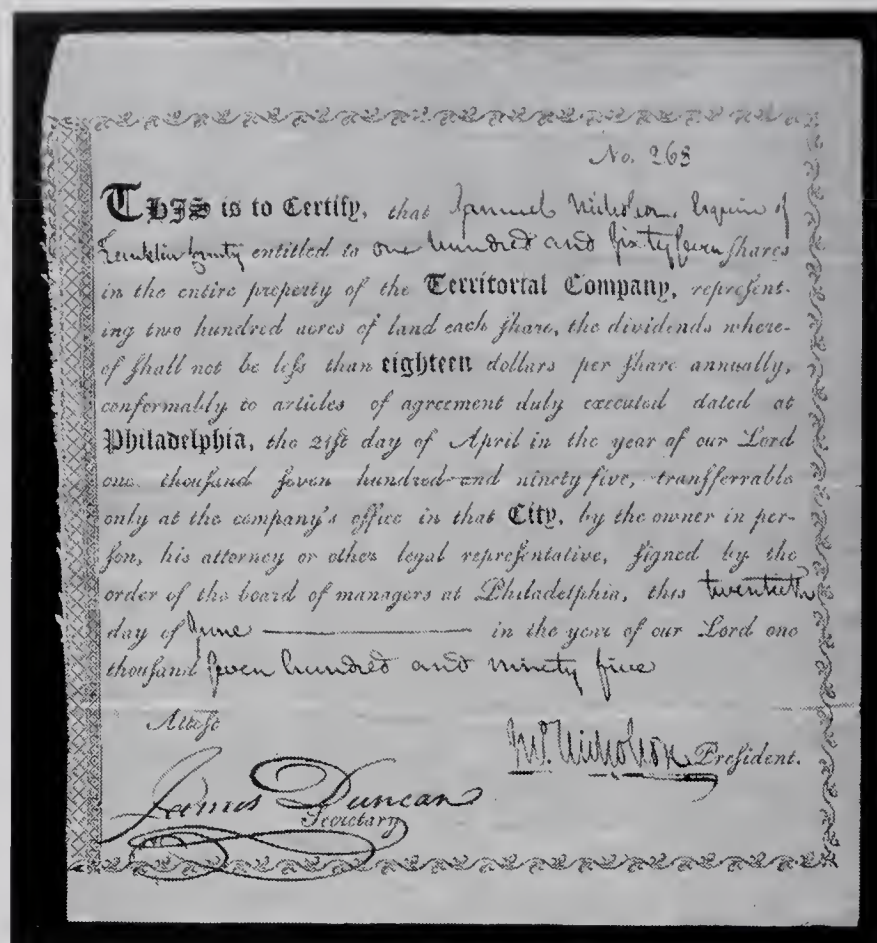 No. 268
THIS is to Certify, that Samuel Nicholson, Esquire of
Franklin County entitled to one hundred and sixty seven shares
in the entire property of the Territorial Company, represent-
ing two hundred acres of land each share, the dividends where-
of shall not be less than eighteen dollars per share annually,
conformably to articles of agreement duly executed dated at
Philadelphia, the 21st day of April in the year of our Lord
one thousand seven hundred and ninety five, transferrable
only at the company's office in that City, by the owner in per-
son, his attorney or other legal representative, signed by the
order of the board of managers at Philadelphia, this twentieth
day of June in the year of our Lord one
thousand seven hundred and ninety five
Attest
Jno. Nicholson President.
James Duncan
Secretary